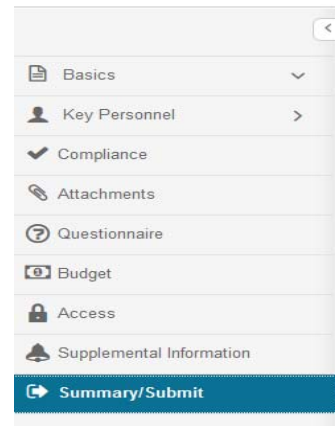 Basics
Key Personnel
Compliance
Attachments
Questionnaire
Budget
Access
Supplemental Information
Summary/Submit